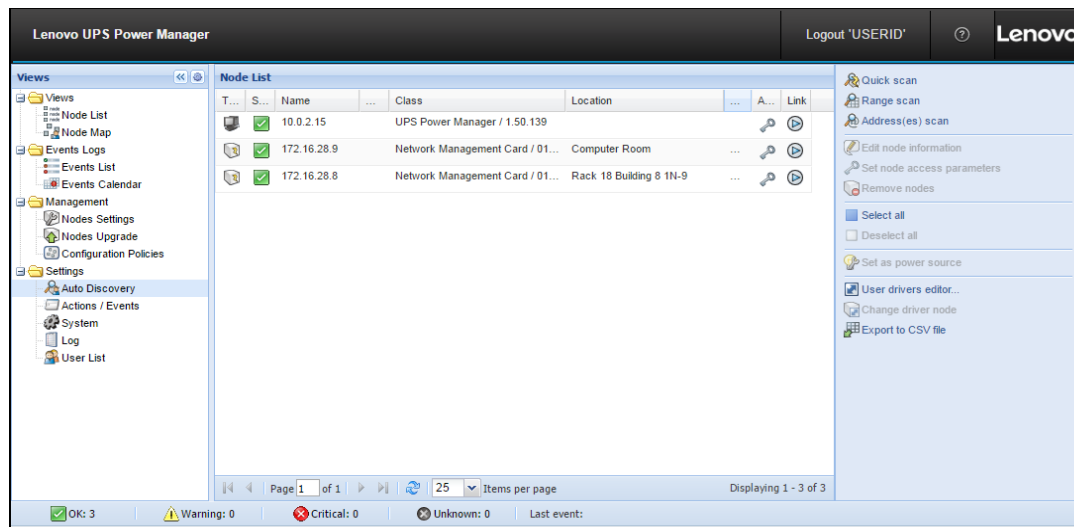 Lenovo UPS Power Manager
Logout 'USERID'
?
Lenovo
Views
Views
Node List
Node Map
Events Logs
Events List
Events Calendar
Management
Nodes Settings
Nodes Upgrade
Configuration Policies
Settings
Auto Discovery
Actions / Events
System
Log
User List
Node List
T... S... Name ... Class Location ... A... Link
10.0.2.15 UPS Power Manager / 1.50.139
172.16.28.9 Network Management Card / 01... Computer Room ...
172.16.28.8 Network Management Card / 01... Rack 18 Building 8 1N-9 ...
Page 1 of 1 25 Items per page Displaying 1 - 3 of 3
Quick scan
Range scan
Address(es) scan
Edit node information
Set node access parameters
Remove nodes
Select all
Deselect all
Set as power source
User drivers editor...
Change driver node
Export to CSV file
OK: 3 Warning: 0 Critical: 0 Unknown: 0 Last event: